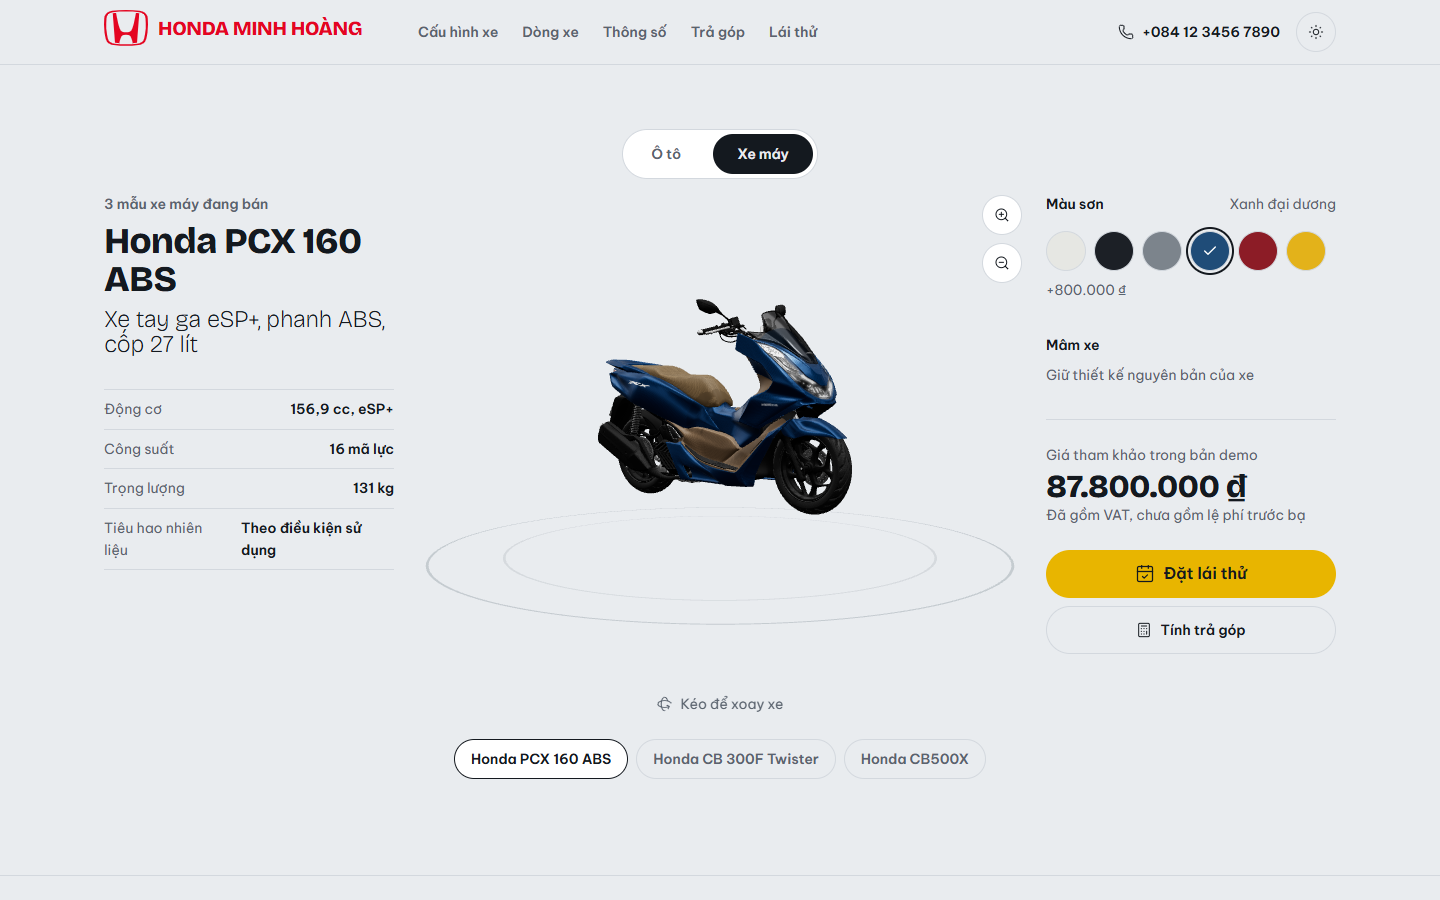 HONDA MINH HOÀNG
Cấu hình xe
Dòng xe
Thông số
Trả góp
Lái thử
+084 12 3456 7890
Ô tô
Xe máy
3 mẫu xe máy đang bán
Honda PCX 160
ABS
Xe tay ga eSP+, phanh ABS,
cốp 27 lít
Động cơ
156,9 cc, eSP+
Công suất
16 mã lực
Trọng lượng
131 kg
Tiêu hao nhiên
liệu
Theo điều kiện sử
dụng
PCX
Màu sơn
Xanh đại dương
+800.000 ₫
Mâm xe
Giữ thiết kế nguyên bản của xe
Giá tham khảo trong bản demo
87.800.000 ₫
Đã gồm VAT, chưa gồm lệ phí trước bạ
Đặt lái thử
Tính trả góp
Kéo để xoay xe
Honda PCX 160 ABS
Honda CB 300F Twister
Honda CB500X